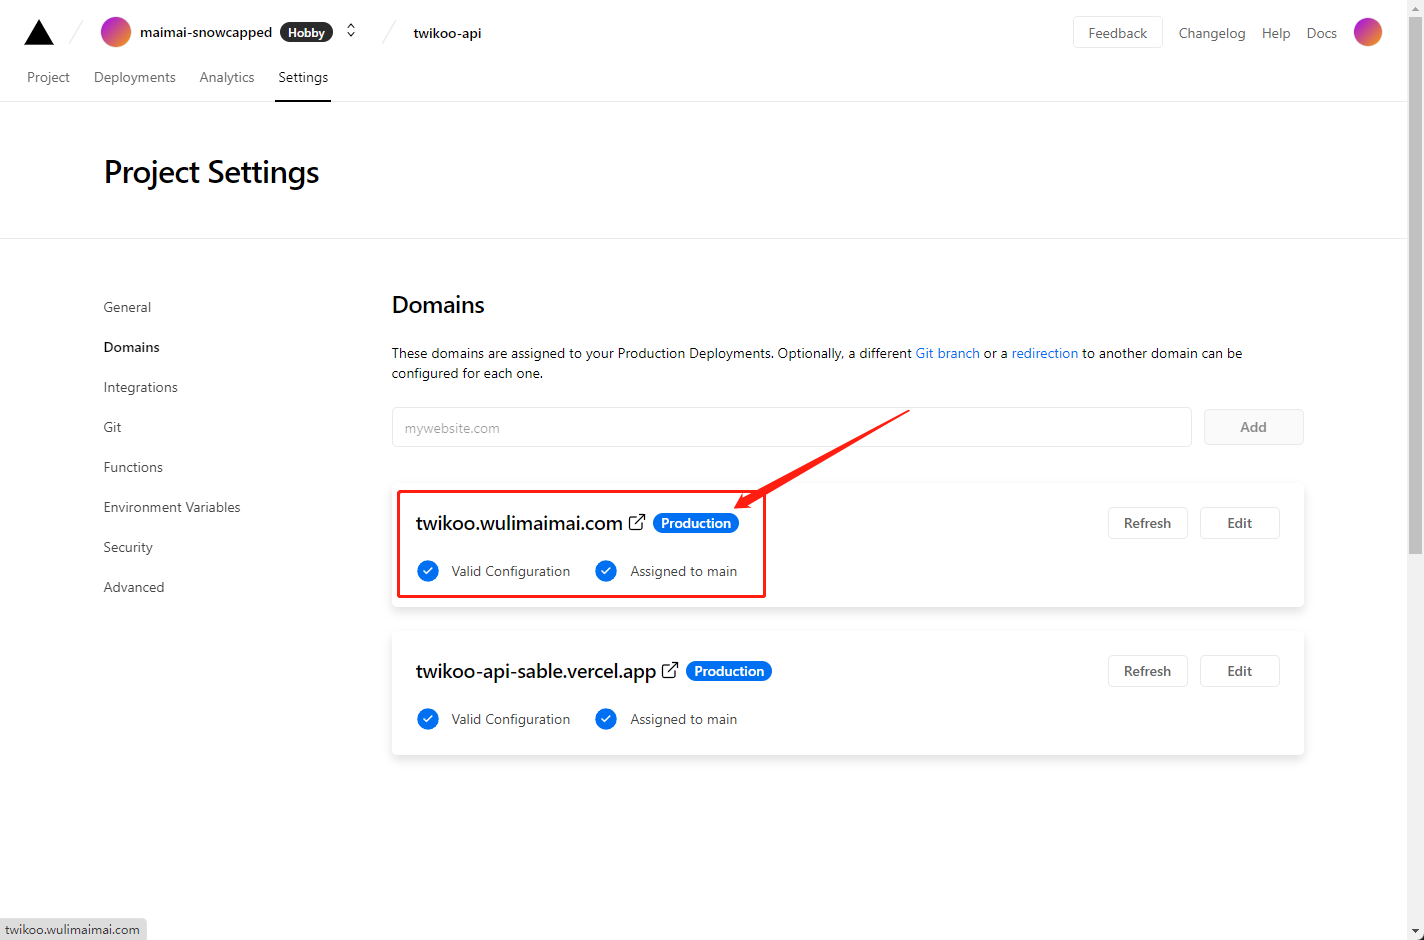 maimai-snowcapped Hobby twikoo-api Feedback Changelog Help Docs
Project Deployments Analytics Settings
Project Settings
General
Domains
Integrations
Git
Functions
Environment Variables
Security
Advanced
Domains
These domains are assigned to your Production Deployments. Optionally, a different Git branch or a redirection to another domain can be
configured for each one.
mywebsite.com Add
twikoo.wulimaimai.com Production Refresh Edit
Valid Configuration Assigned to main
twikoo-api-sable.vercel.app Production Refresh Edit
Valid Configuration Assigned to main
twikoo.wulimaimai.com